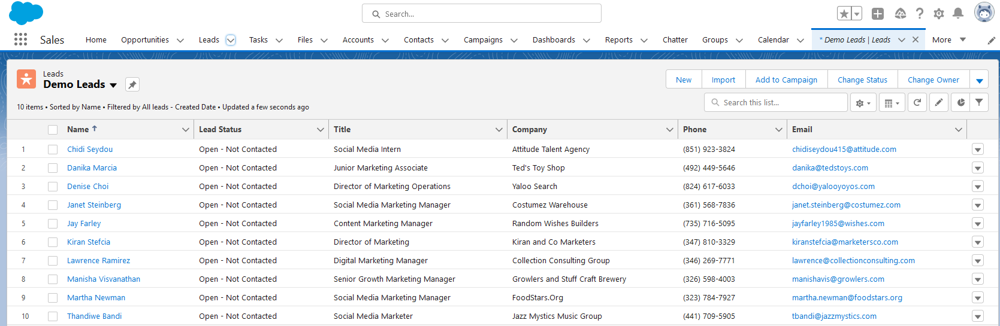 Search...
Sales Home Opportunities Leads Tasks Files Accounts Contacts Campaigns Dashboards Reports Chatter Groups Calendar * Demo Leads | Leads More
Leads
Demo Leads
New Import Add to Campaign Change Status Change Owner
10 items • Sorted by Name • Filtered by All leads - Created Date • Updated a few seconds ago
Search this list...
Name Lead Status Title Company Phone Email
1 Chidi Seydou Open - Not Contacted Social Media Intern Attitude Talent Agency (851) 923-3824 chidiseydou415@attitude.com
2 Danika Marcia Open - Not Contacted Junior Marketing Associate Ted's Toy Shop (492) 449-5646 danika@tedstoys.com
3 Denise Choi Open - Not Contacted Director of Marketing Operations Yaloo Search (824) 617-6033 dchoi@yalooyoyos.com
4 Janet Steinberg Open - Not Contacted Social Media Marketing Manager Costumez Warehouse (361) 568-7836 janet.steinberg@costumez.com
5 Jay Farley Open - Not Contacted Content Marketing Manager Random Wishes Builders (735) 716-5095 jayfarley1985@wishes.com
6 Kiran Stefcia Open - Not Contacted Director of Marketing Kiran and Co Marketers (347) 810-3329 kiranstefcia@marketersco.com
7 Lawrence Ramirez Open - Not Contacted Digital Marketing Manager Collection Consulting Group (346) 269-7771 lawrence@collectionconsulting.com
8 Manisha Visvanathan Open - Not Contacted Senior Growth Marketing Manager Growlers and Stuff Craft Brewery (326) 598-4003 manishavis@growlers.com
9 Martha Newman Open - Not Contacted Social Media Marketing Manager FoodStars.Org (323) 784-7927 martha.newman@foodstars.org
10 Thandiwe Bandi Open - Not Contacted Social Media Marketer Jazz Mystics Music Group (441) 709-5905 tbandi@jazzmystics.com